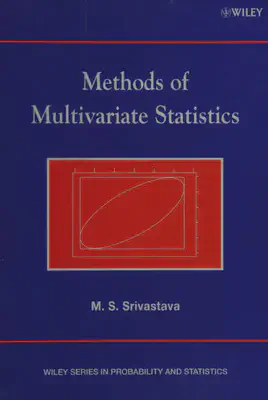 WILEY
Methods of
Multivariate Statistics
M. S. Srivastava
WILEY SERIES IN PROBABILITY AND STATISTICS